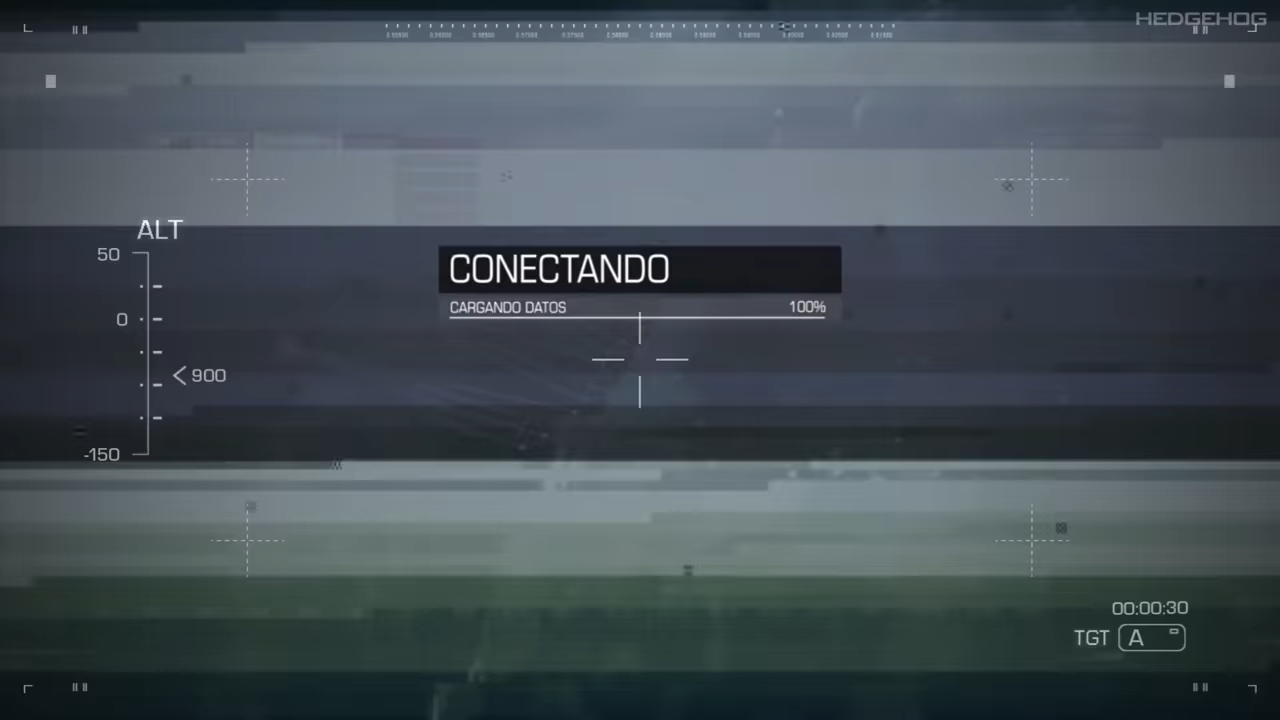 HEDGEHOG
ALT
50
CONECTANDO
CARGANDO DATOS 100%
0
900
-150
00:00:30
TGT A